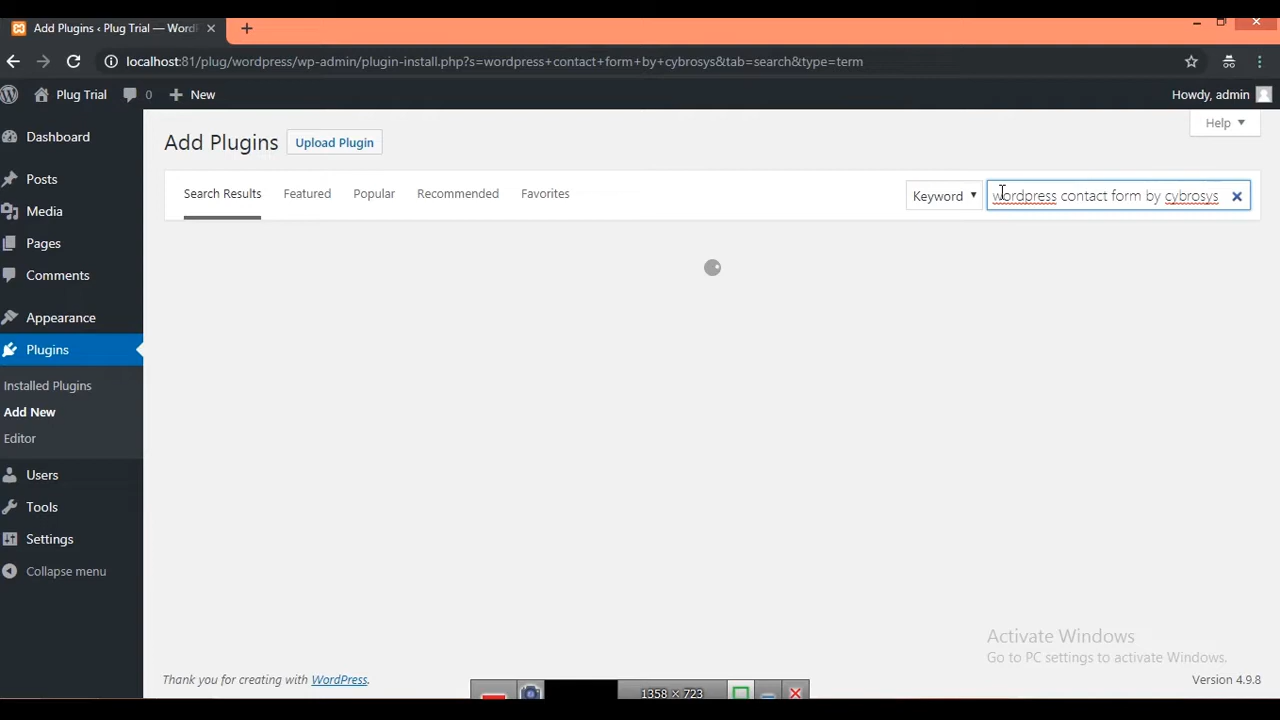 Add Plugins ‹ Plug Trial — Word
localhost:81/plug/wordpress/wp-admin/plugin-install.php?s=wordpress+contact+form+by+cybrosys&tab=search&type=term
Plug Trial 0 New Howdy, admin
Help
Add Plugins Upload Plugin
Search Results Featured Popular Recommended Favorites Keyword wordpress contact form by cybrosys
Dashboard
Posts
Media
Pages
Comments
Appearance
Plugins
Installed Plugins
Add New
Editor
Users
Tools
Settings
Collapse menu
Activate Windows
Go to PC settings to activate Windows.
Thank you for creating with WordPress. Version 4.9.8
1358 × 723